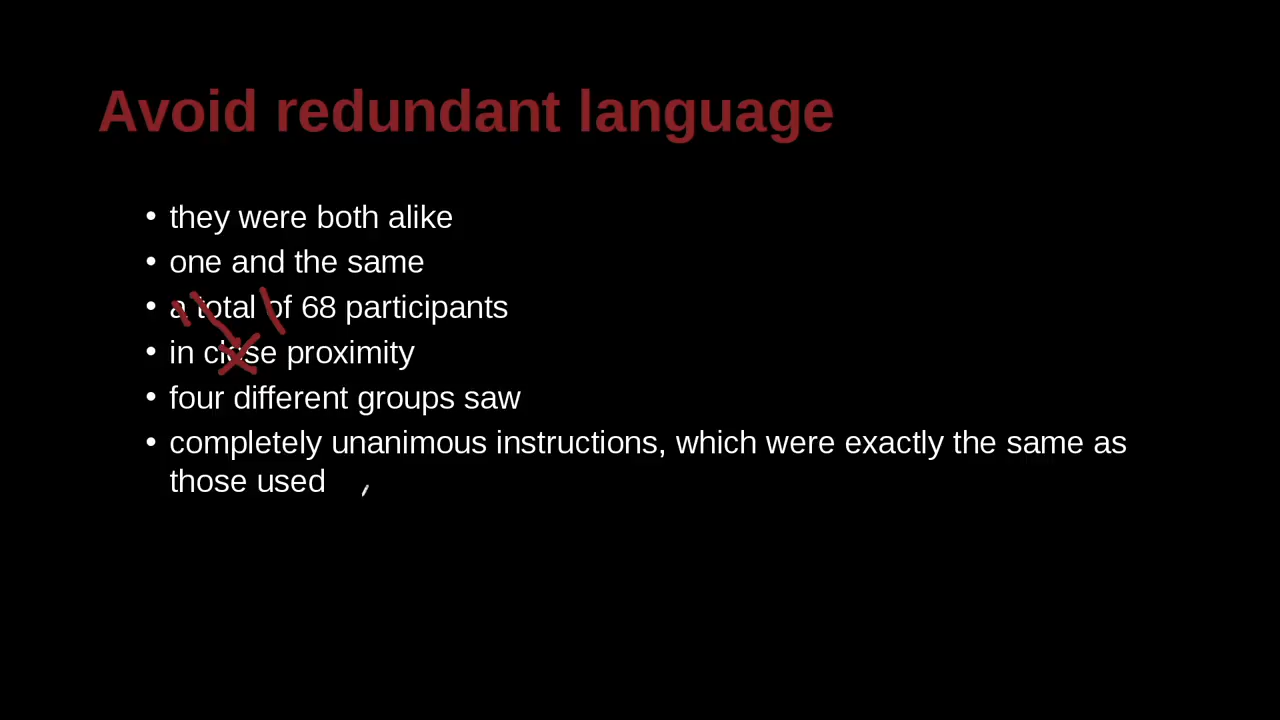 Avoid redundant language
• they were both alike
• one and the same
• a total of 68 participants
• in close proximity
• four different groups saw
• completely unanimous instructions, which were exactly the same as
those used